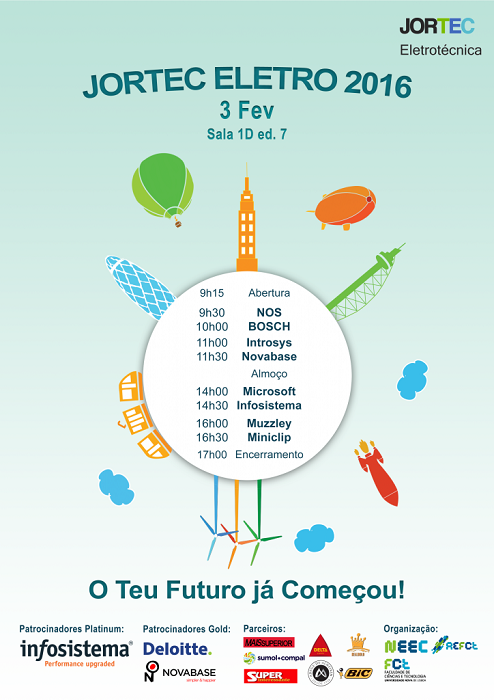 JORTEC
Eletrotécnica
JORTEC ELETRO 2016
3 Fev
Sala 1D ed. 7
9h15 Abertura
9h30 NOS
10h00 BOSCH
11h00 Introsys
11h30 Novabase
Almoço
14h00 Microsoft
14h30 Infosistema
16h00 Muzzley
16h30 Miniclip
17h00 Encerramento
O Teu Futuro já Começou!
Patrocinadores Platinum:
infosistema®
Performance upgraded
Patrocinadores Gold:
Deloitte.
NOVABASE
simpler & happier
Parceiros:
MAISSUPERIOR
sumol+compal
SUPER
DELTA
BIC®
Organização:
NEEC
REFCT
FCT
FACULDADE DE
CIÊNCIAS E TECNOLOGIA
UNIVERSIDADE NOVA DE LISBOA